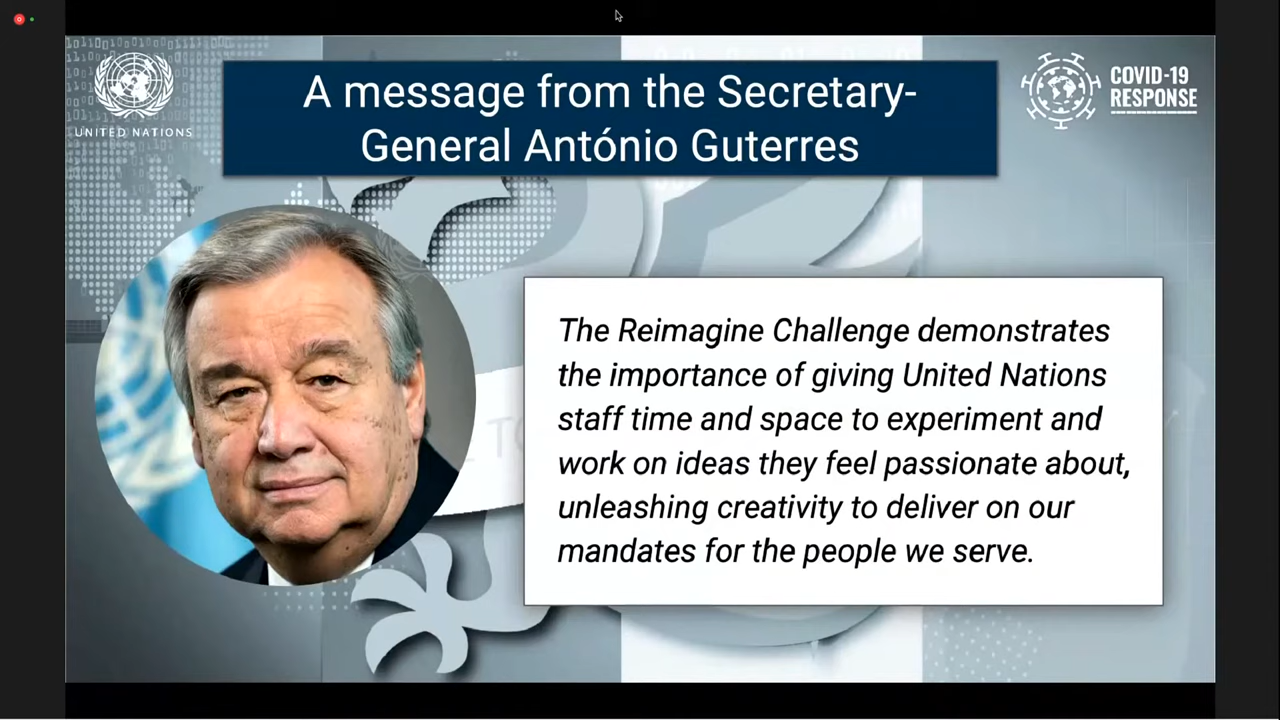 UNITED NATIONS
A message from the Secretary-
General António Guterres
COVID-19
RESPONSE
The Reimagine Challenge demonstrates
the importance of giving United Nations
staff time and space to experiment and
work on ideas they feel passionate about,
unleashing creativity to deliver on our
mandates for the people we serve.